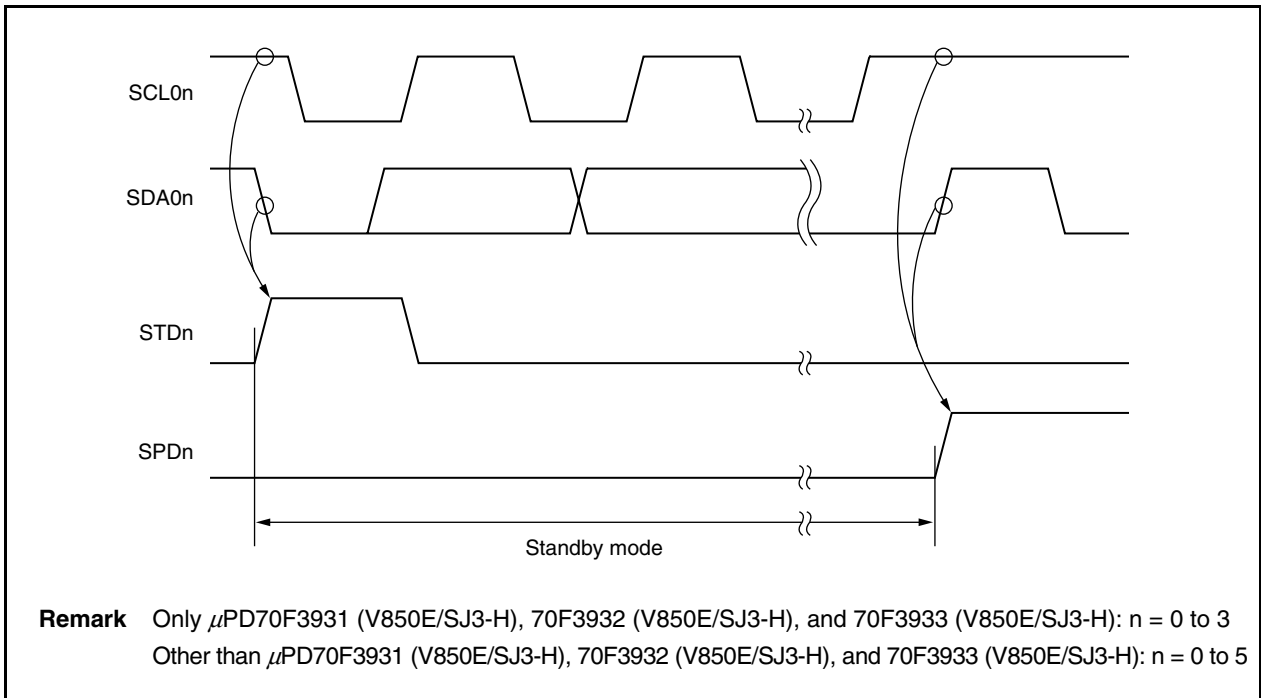 SCL0n
SDA0n
STDn
SPDn
Standby mode
Remark Only μPD70F3931 (V850E/SJ3-H), 70F3932 (V850E/SJ3-H), and 70F3933 (V850E/SJ3-H): n = 0 to 3
Other than μPD70F3931 (V850E/SJ3-H), 70F3932 (V850E/SJ3-H), and 70F3933 (V850E/SJ3-H): n = 0 to 5